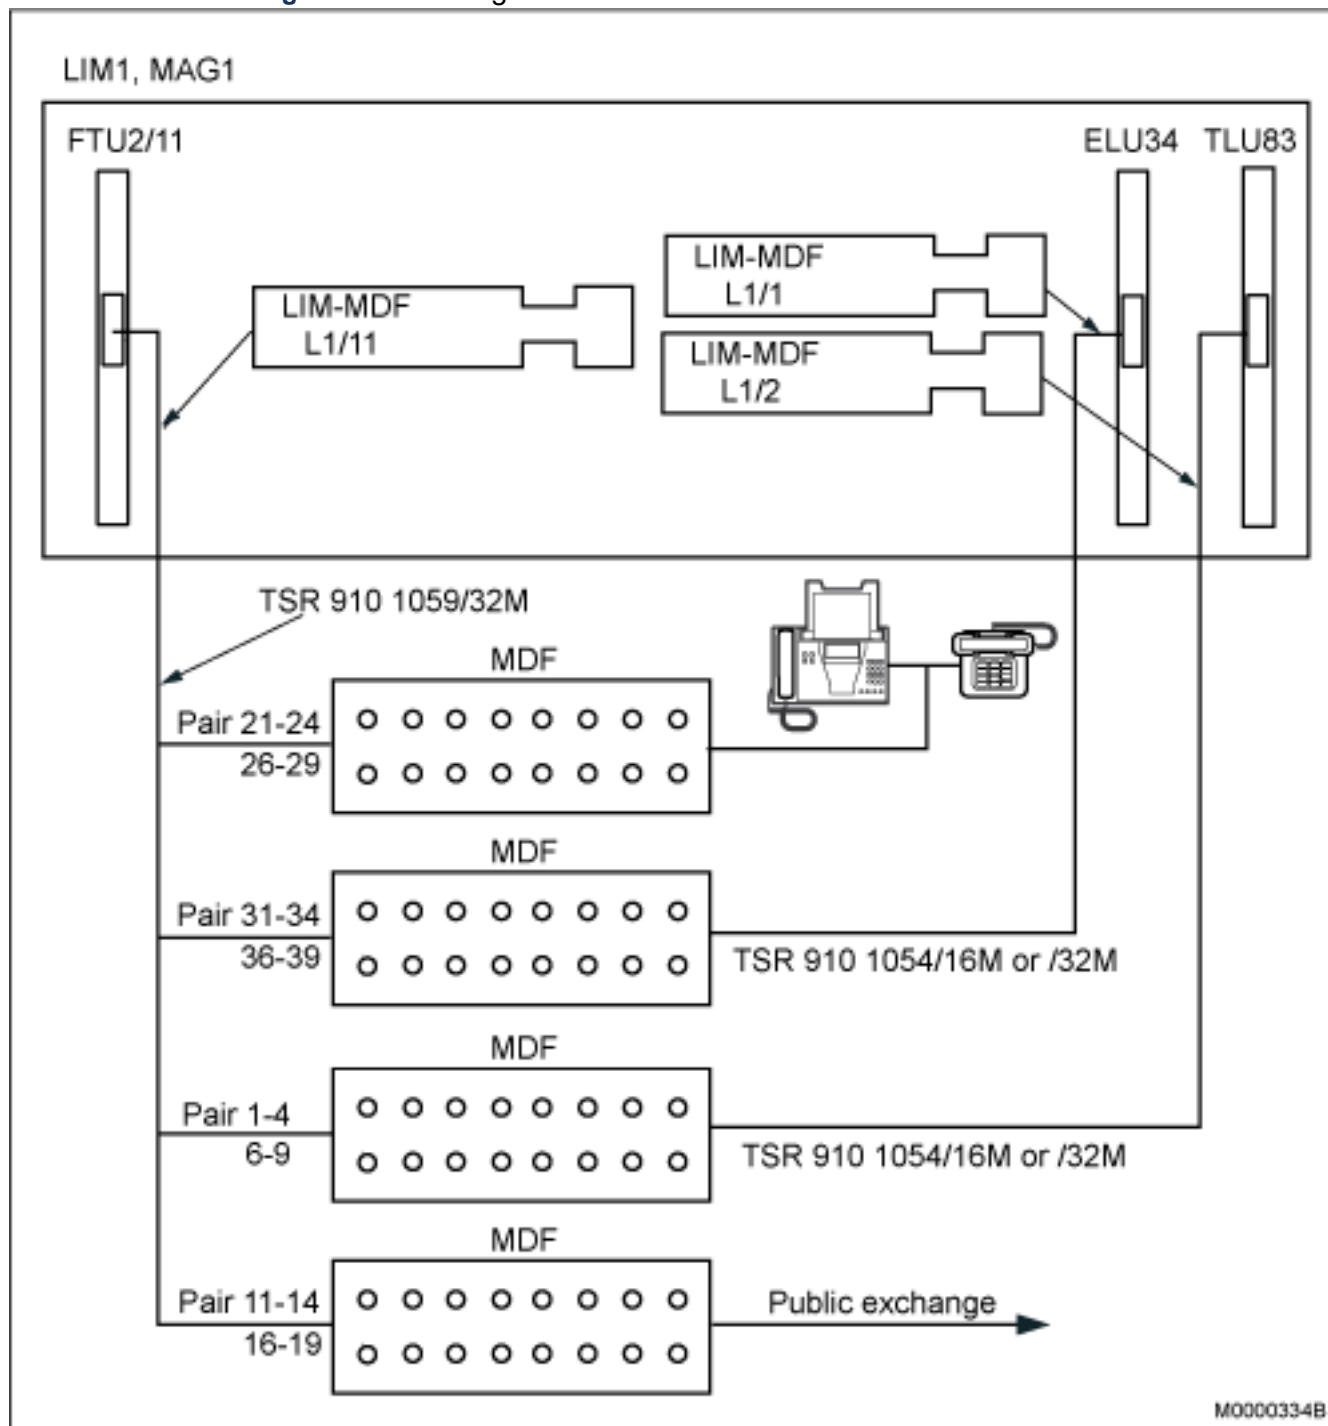 LIM1, MAG1
FTU2/11
ELU34 TLU83
LIM-MDF
L1/1
LIM-MDF
L1/11
LIM-MDF
L1/2
TSR 910 1059/32M
MDF
Pair 21-24
26-29
MDF
Pair 31-34
36-39
TSR 910 1054/16M or /32M
MDF
Pair 1-4
6-9
TSR 910 1054/16M or /32M
MDF
Pair 11-14
16-19
Public exchange
M0000334B